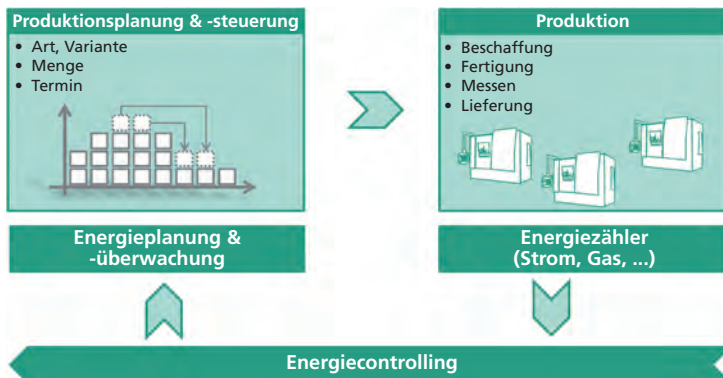 Produktionsplanung & -steuerung
• Art, Variante
• Menge
• Termin
Produktion
• Beschaffung
• Fertigung
• Messen
• Lieferung
Energieplanung &
-überwachung
Energiezähler
(Strom, Gas, ...)
Energiecontrolling